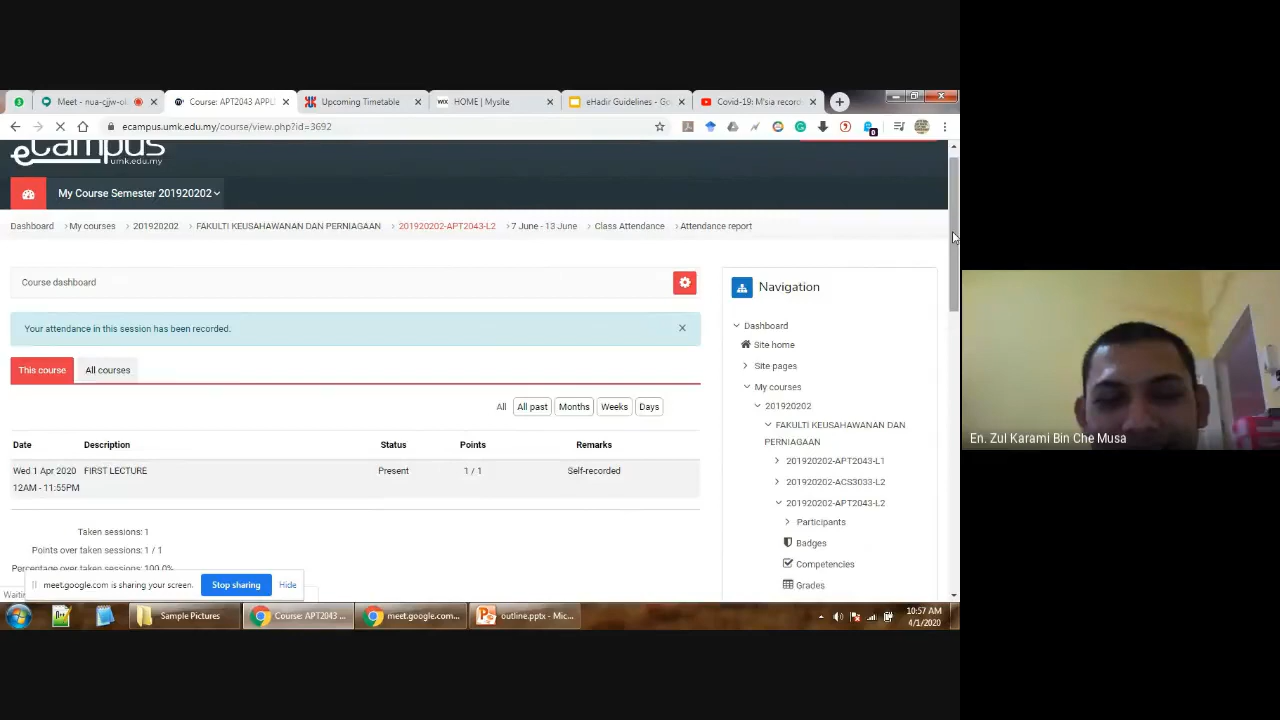 Meet - nua-cjjw-oi
Course: APT2043 APPL
Upcoming Timetable
HOME | Mysite
eHadir Guidelines - Go
Covid-19: M'sia record
ecampus.umk.edu.my/course/view.php?id=3692
eCampus
umk.edu.my
My Course Semester 201920202
Dashboard My courses 201920202 FAKULTI KEUSAHAWANAN DAN PERNIAGAAN 201920202-APT2043-L2 7 June - 13 June Class Attendance Attendance report
Course dashboard
Your attendance in this session has been recorded.
This course All courses
All All past Months Weeks Days
Date Description Status Points Remarks
Wed 1 Apr 2020 FIRST LECTURE Present 1 / 1 Self-recorded
12AM - 11:55PM
Taken sessions: 1
Points over taken sessions: 1 / 1
Percentage over taken sessions: 100.0%
Navigation
Dashboard
Site home
Site pages
My courses
201920202
FAKULTI KEUSAHAWANAN DAN
PERNIAGAAN
201920202-APT2043-L1
201920202-ACS3033-L2
201920202-APT2043-L2
Participants
Badges
Competencies
Grades
meet.google.com is sharing your screen. Stop sharing Hide
Sample Pictures
Course: APT2043 ...
meet.google.com...
outline.pptx - Mic...
10:57 AM
4/1/2020
En. Zul Karami Bin Che Musa